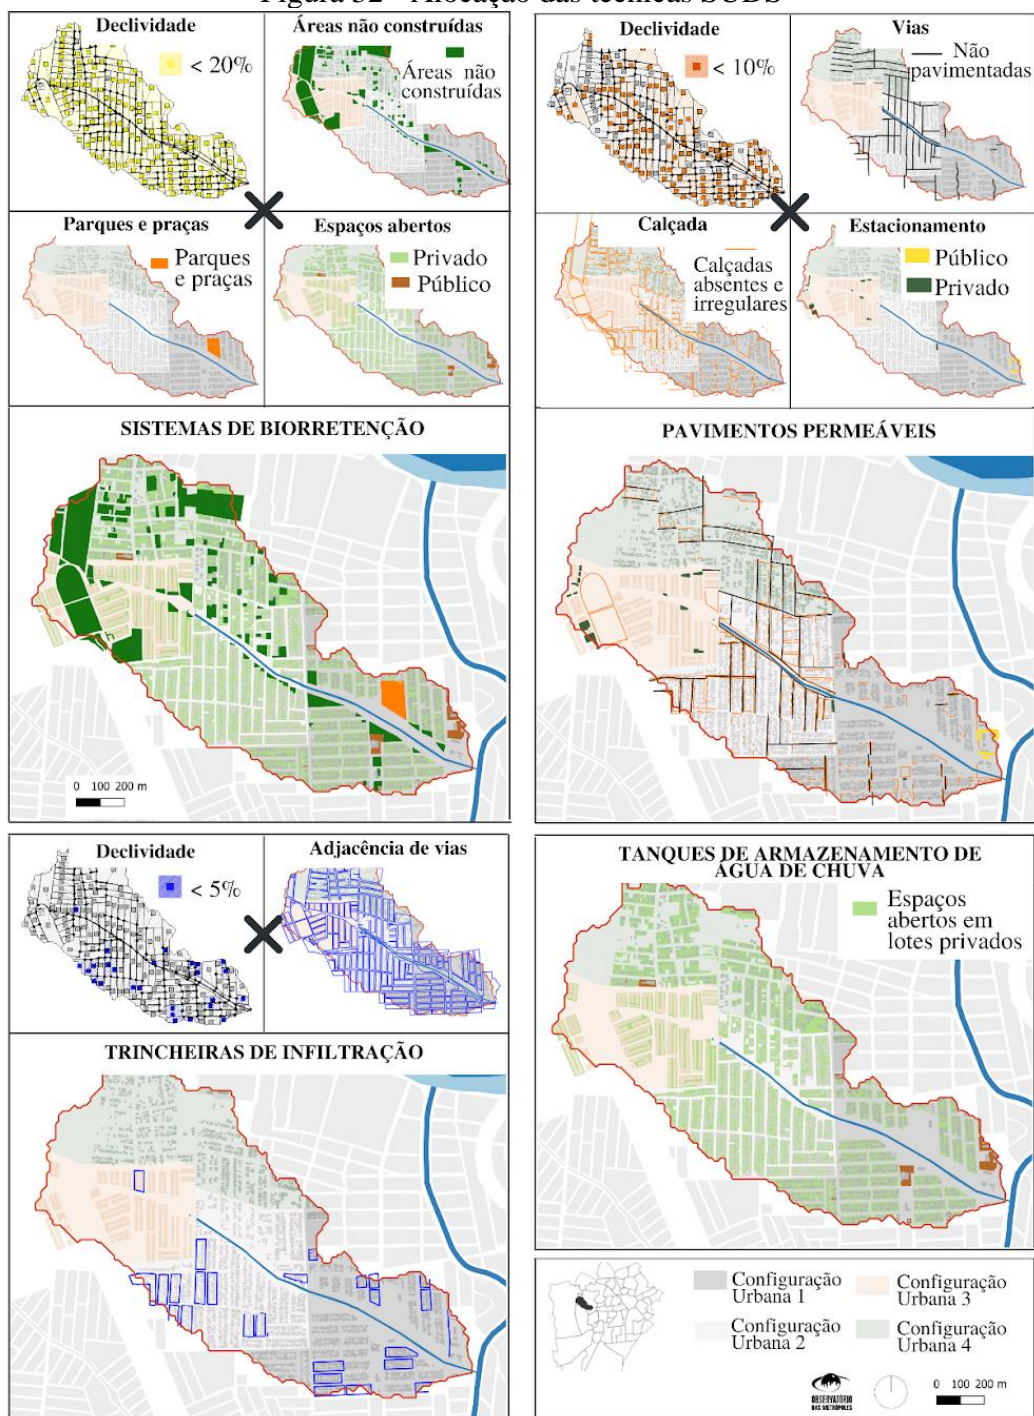 Figura 32 - Alocação das técnicas SUDS
Declividade
< 20%
Áreas não construídas
Áreas não
construídas
Parques e praças
Parques
e praças
Espaços abertos
Privado
Público
SISTEMAS DE BIORRETENÇÃO
0 100 200 m
Declividade
< 10%
Vias
Não
pavimentadas
Calçada
Calçadas
absentes e
irregulares
Estacionamento
Público
Privado
PAVIMENTOS PERMEÁVEIS
Declividade
< 5%
Adjacência de vias
TRINCHEIRAS DE INFILTRAÇÃO
TANQUES DE ARMAZENAMENTO DE
ÁGUA DE CHUVA
Espaços
abertos em
lotes privados
Configuração
Urbana 1
Configuração
Urbana 2
Configuração
Urbana 3
Configuração
Urbana 4
OBSERVATÓRIO
DAS METRÓPOLES
0 100 200 m